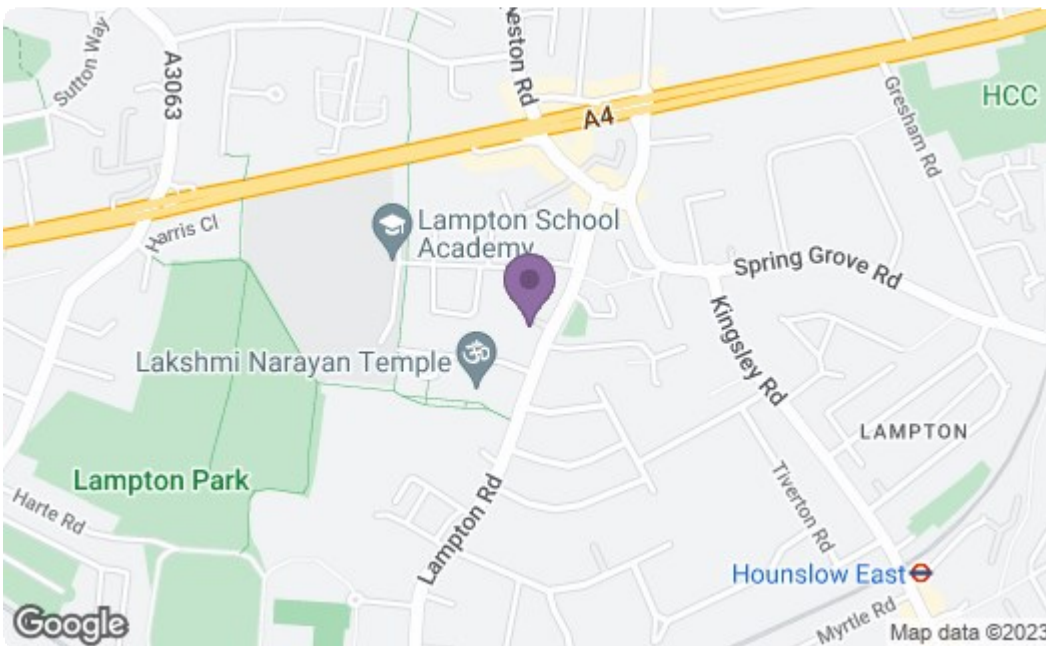 Sutton Way
A3063
eston Rd
A4
HCC
Gresham Rd
Harris Cl
Lampton School
Academy
Spring Grove Rd
Kingsley Rd
Lakshmi Narayan Temple
ॐ
LAMPTON
Lampton Park
Harte Rd
Lampton Rd
Tiverton Rd
Hounslow East
Myrtle Rd
Google
Map data ©2023